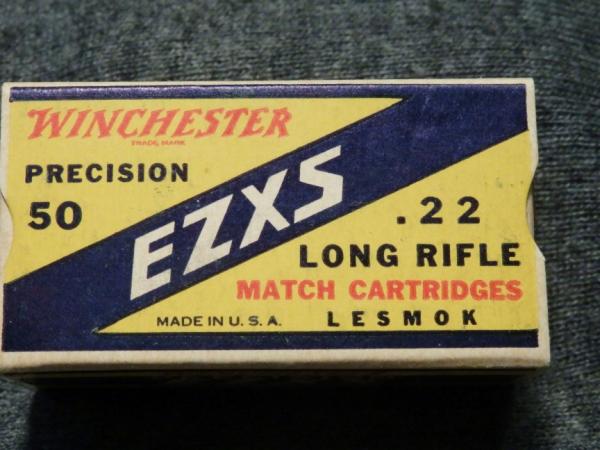 WINCHESTER
TRADE MARK
PRECISION
50
EZXS
.22
LONG RIFLE
MATCH CARTRIDGES
MADE IN U.S.A.
LESMOK